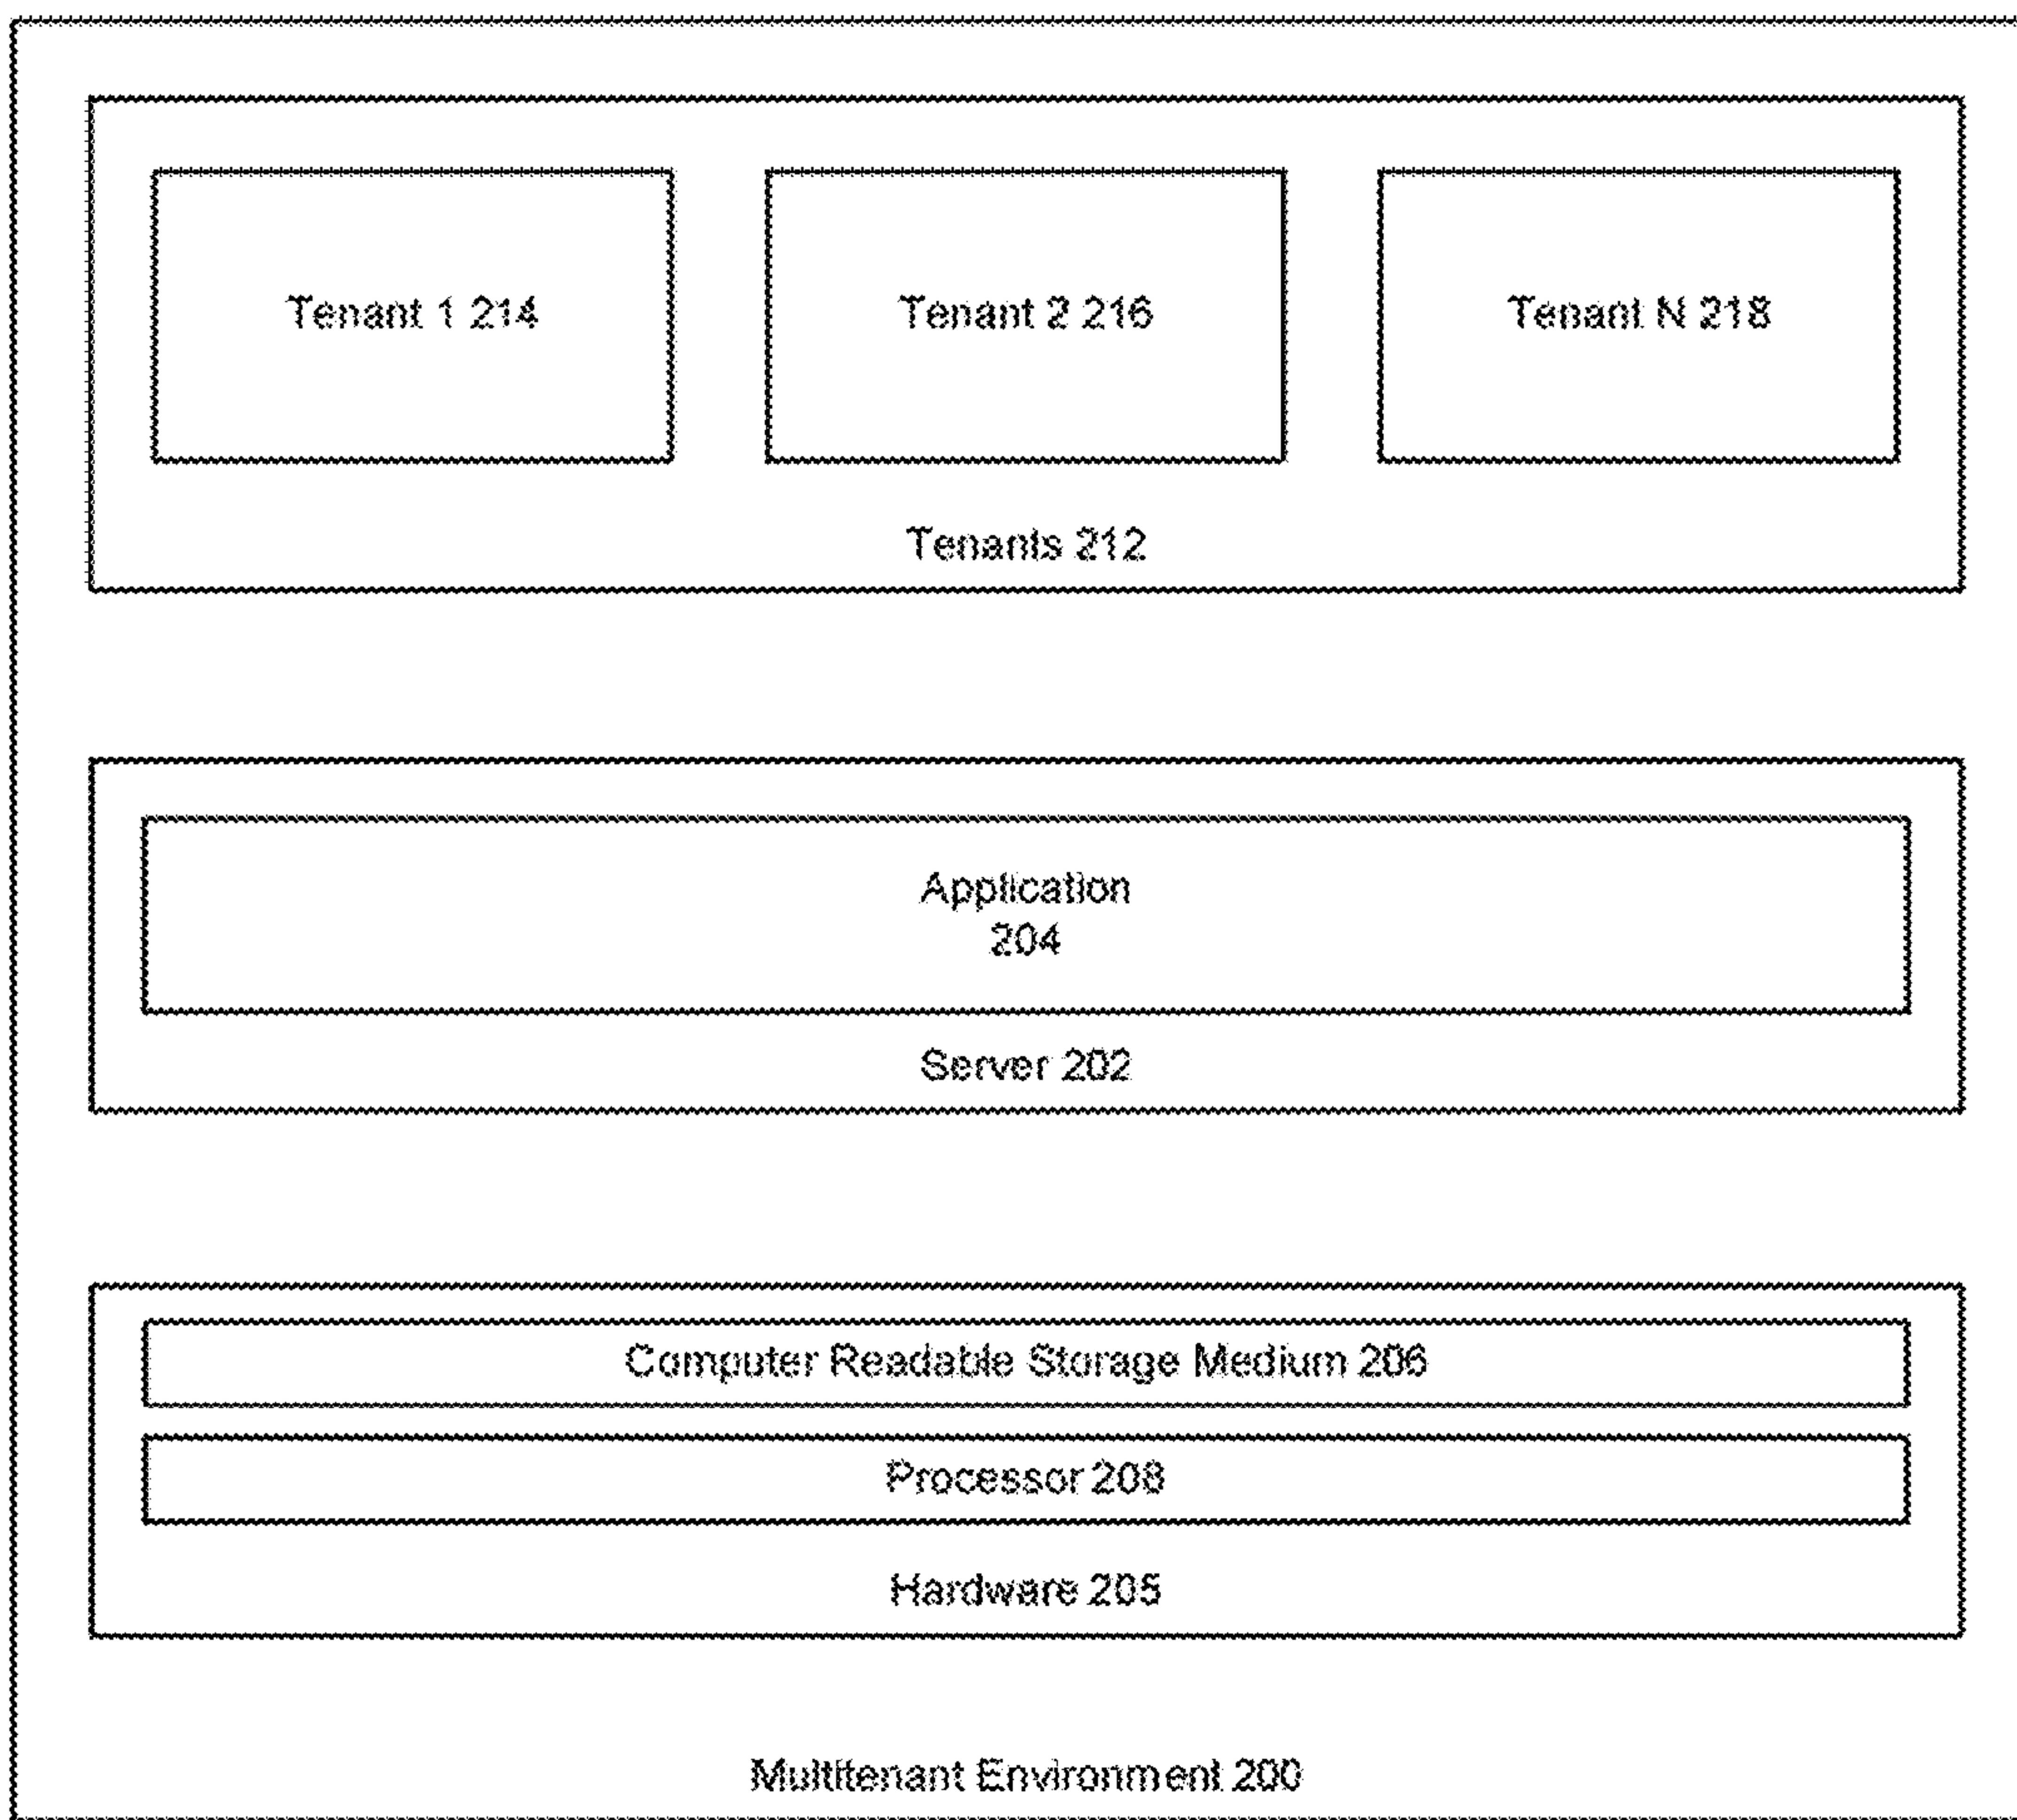 Tenant 1 214
Tenant 2 216
Tenant N 218
Tenants 212
Application
204
Server 202
Computer Readable Storage Medium 206
Processor 208
Hardware 205
Multitenant Environment 200